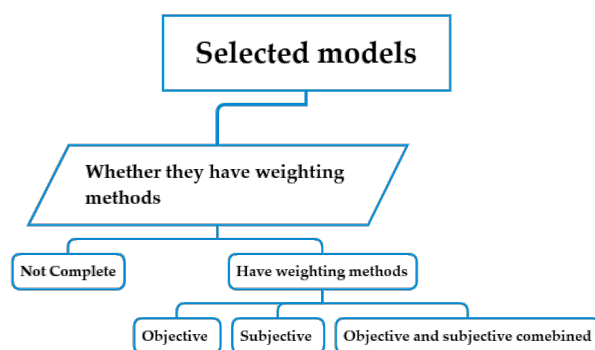 Selected models
Whether they have weighting
methods
Not Complete
Have weighting methods
Objective
Subjective
Objective and subjective comebined